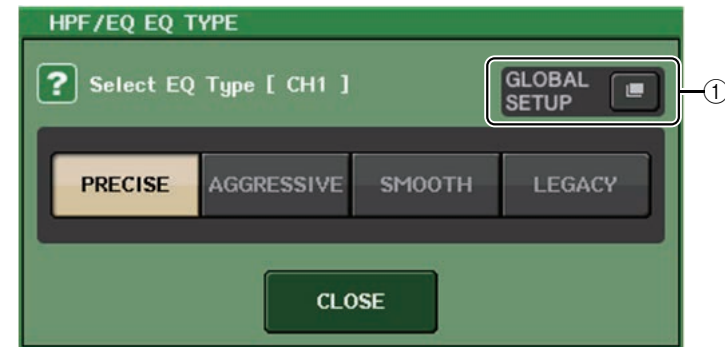 HPF/EQ EQ TYPE
? Select EQ Type [ CH1 ]
GLOBAL
SETUP
①
PRECISE AGGRESSIVE SMOOTH LEGACY
CLOSE